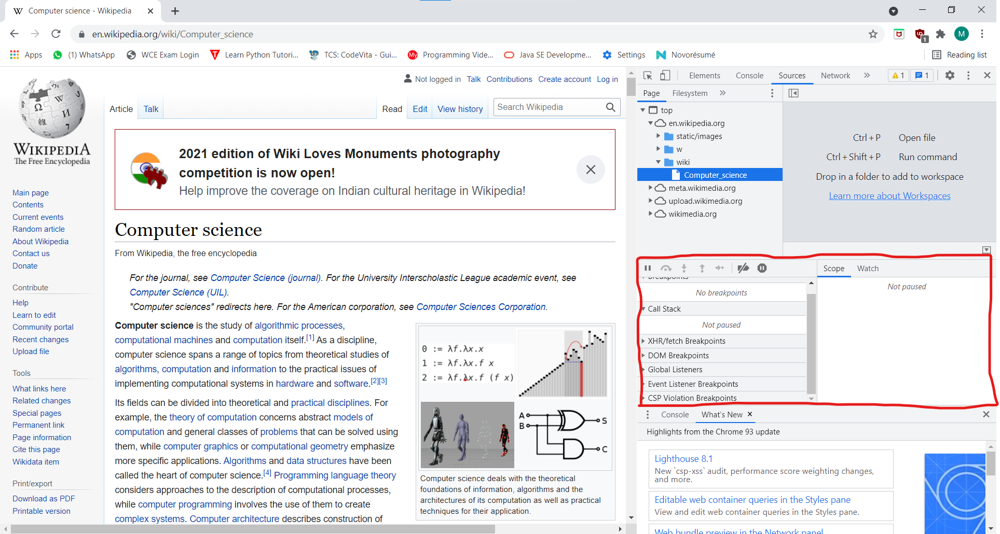 Computer science - Wikipedia
en.wikipedia.org/wiki/Computer_science
1
M
Apps
(1) WhatsApp
WCE Exam Login
Learn Python Tutori...
TCS: CodeVita - Gui...
Programming Vide...
Java SE Developme...
Settings
Novorésumé
Reading list
WIKIPEDIA
The Free Encyclopedia
Main page
Contents
Current events
Random article
About Wikipedia
Contact us
Donate
Contribute
Help
Learn to edit
Community portal
Recent changes
Upload file
Tools
What links here
Related changes
Special pages
Permanent link
Page information
Cite this page
Wikidata item
Print/export
Download as PDF
Printable version
Not logged in Talk Contributions Create account Log in
Article Talk
Read Edit View history
Search Wikipedia
2021 edition of Wiki Loves Monuments photography
competition is now open!
Help improve the coverage on Indian cultural heritage in Wikipedia!
Computer science
From Wikipedia, the free encyclopedia
For the journal, see Computer Science (journal). For the University Interscholastic League academic event, see
Computer Science (UIL).
"Computer sciences" redirects here. For the American corporation, see Computer Sciences Corporation.
Computer science is the study of algorithmic processes,
computational machines and computation itself.[1] As a discipline,
computer science spans a range of topics from theoretical studies of
algorithms, computation and information to the practical issues of
implementing computational systems in hardware and software.[2][3]
Its fields can be divided into theoretical and practical disciplines. For
example, the theory of computation concerns abstract models of
computation and general classes of problems that can be solved using
them, while computer graphics or computational geometry emphasize
more specific applications. Algorithms and data structures have been
called the heart of computer science.[4] Programming language theory
considers approaches to the description of computational processes,
while computer programming involves the use of them to create
complex systems. Computer architecture describes construction of
0 := λf.λx.x
1 := λf.λx.f x
2 := λf.λx.f (f x)
A
B
S
C
Computer science deals with the theoretical
foundations of information, algorithms and the
architectures of its computation as well as practical
techniques for their application.
Elements Console Sources Network
1
1
Page Filesystem
top
en.wikipedia.org
static/images
w
wiki
Computer_science
meta.wikimedia.org
upload.wikimedia.org
wikimedia.org
Ctrl + P Open file
Ctrl + Shift + P Run command
Drop in a folder to add to workspace
Learn more about Workspaces
Breakpoints
No breakpoints
Call Stack
Not paused
XHR/fetch Breakpoints
DOM Breakpoints
Global Listeners
Event Listener Breakpoints
CSP Violation Breakpoints
Scope Watch
Not paused
Console What's New
Highlights from the Chrome 93 update
Lighthouse 8.1
New `csp-xss` audit, performance score weighting changes,
and more.
Editable web container queries in the Styles pane
View and edit web container queries in the Styles pane.
Web bundle preview in the Network panel